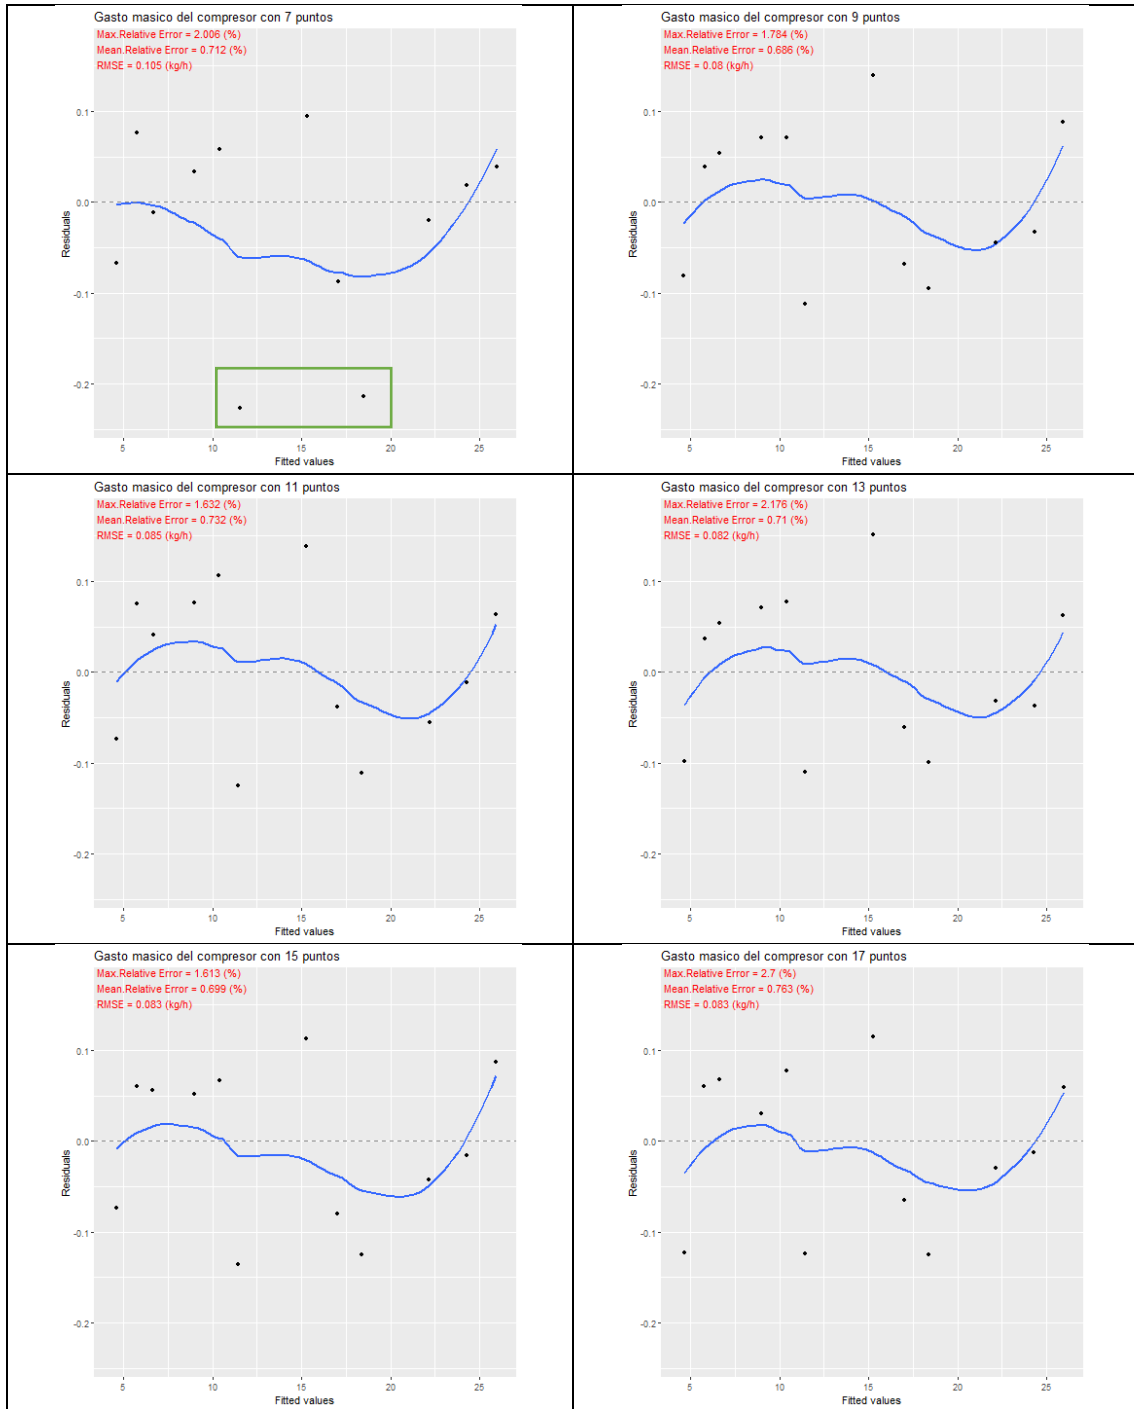 Gasto masico del compresor con 7 puntos
Max.Relative Error = 2.006 (%)
Mean.Relative Error = 0.712 (%)
RMSE = 0.105 (kg/h)
0.1
0.0
-0.1
-0.2
Residuals
5 10 15 20 25
Fitted values
Gasto masico del compresor con 9 puntos
Max.Relative Error = 1.784 (%)
Mean.Relative Error = 0.686 (%)
RMSE = 0.08 (kg/h)
0.1
0.0
-0.1
-0.2
Residuals
5 10 15 20 25
Fitted values
Gasto masico del compresor con 11 puntos
Max.Relative Error = 1.632 (%)
Mean.Relative Error = 0.732 (%)
RMSE = 0.085 (kg/h)
0.1
0.0
-0.1
-0.2
Residuals
5 10 15 20 25
Fitted values
Gasto masico del compresor con 13 puntos
Max.Relative Error = 2.176 (%)
Mean.Relative Error = 0.71 (%)
RMSE = 0.082 (kg/h)
0.1
0.0
-0.1
-0.2
Residuals
5 10 15 20 25
Fitted values
Gasto masico del compresor con 15 puntos
Max.Relative Error = 1.613 (%)
Mean.Relative Error = 0.699 (%)
RMSE = 0.083 (kg/h)
0.1
0.0
-0.1
-0.2
Residuals
5 10 15 20 25
Fitted values
Gasto masico del compresor con 17 puntos
Max.Relative Error = 2.7 (%)
Mean.Relative Error = 0.763 (%)
RMSE = 0.083 (kg/h)
0.1
0.0
-0.1
-0.2
Residuals
5 10 15 20 25
Fitted values